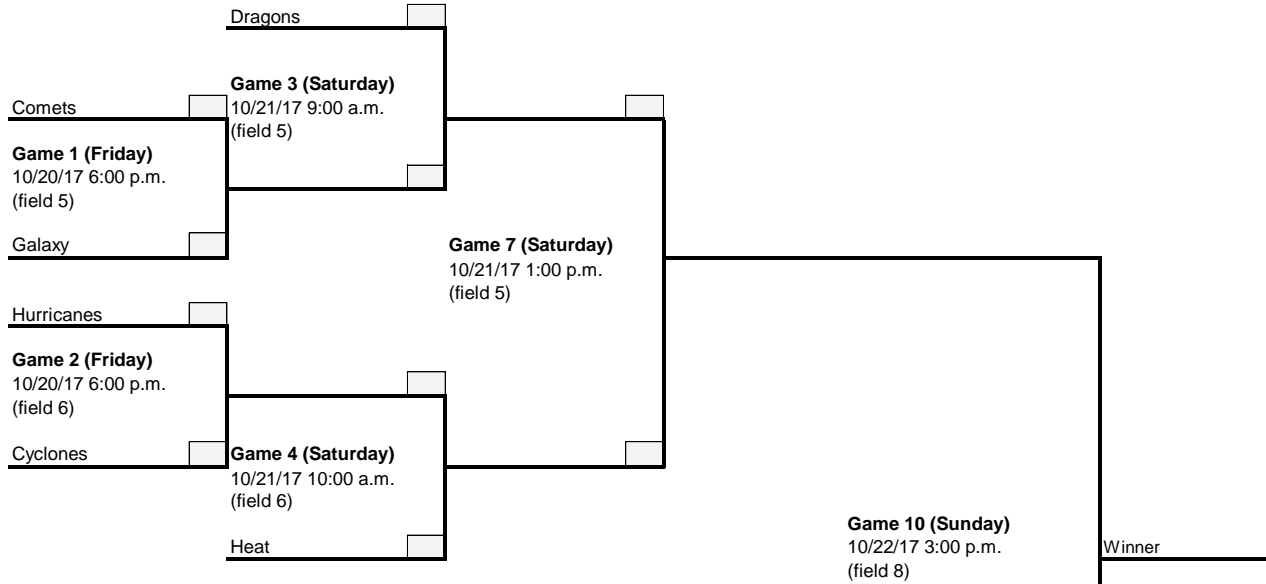 Dragons
Game 3 (Saturday)
10/21/17 9:00 a.m.
(field 5)
Comets
Game 1 (Friday)
10/20/17 6:00 p.m.
(field 5)
Galaxy
Game 7 (Saturday)
10/21/17 1:00 p.m.
(field 5)
Hurricanes
Game 2 (Friday)
10/20/17 6:00 p.m.
(field 6)
Cyclones
Game 4 (Saturday)
10/21/17 10:00 a.m.
(field 6)
Heat
Game 10 (Sunday)
10/22/17 3:00 p.m.
(field 8)
Winner